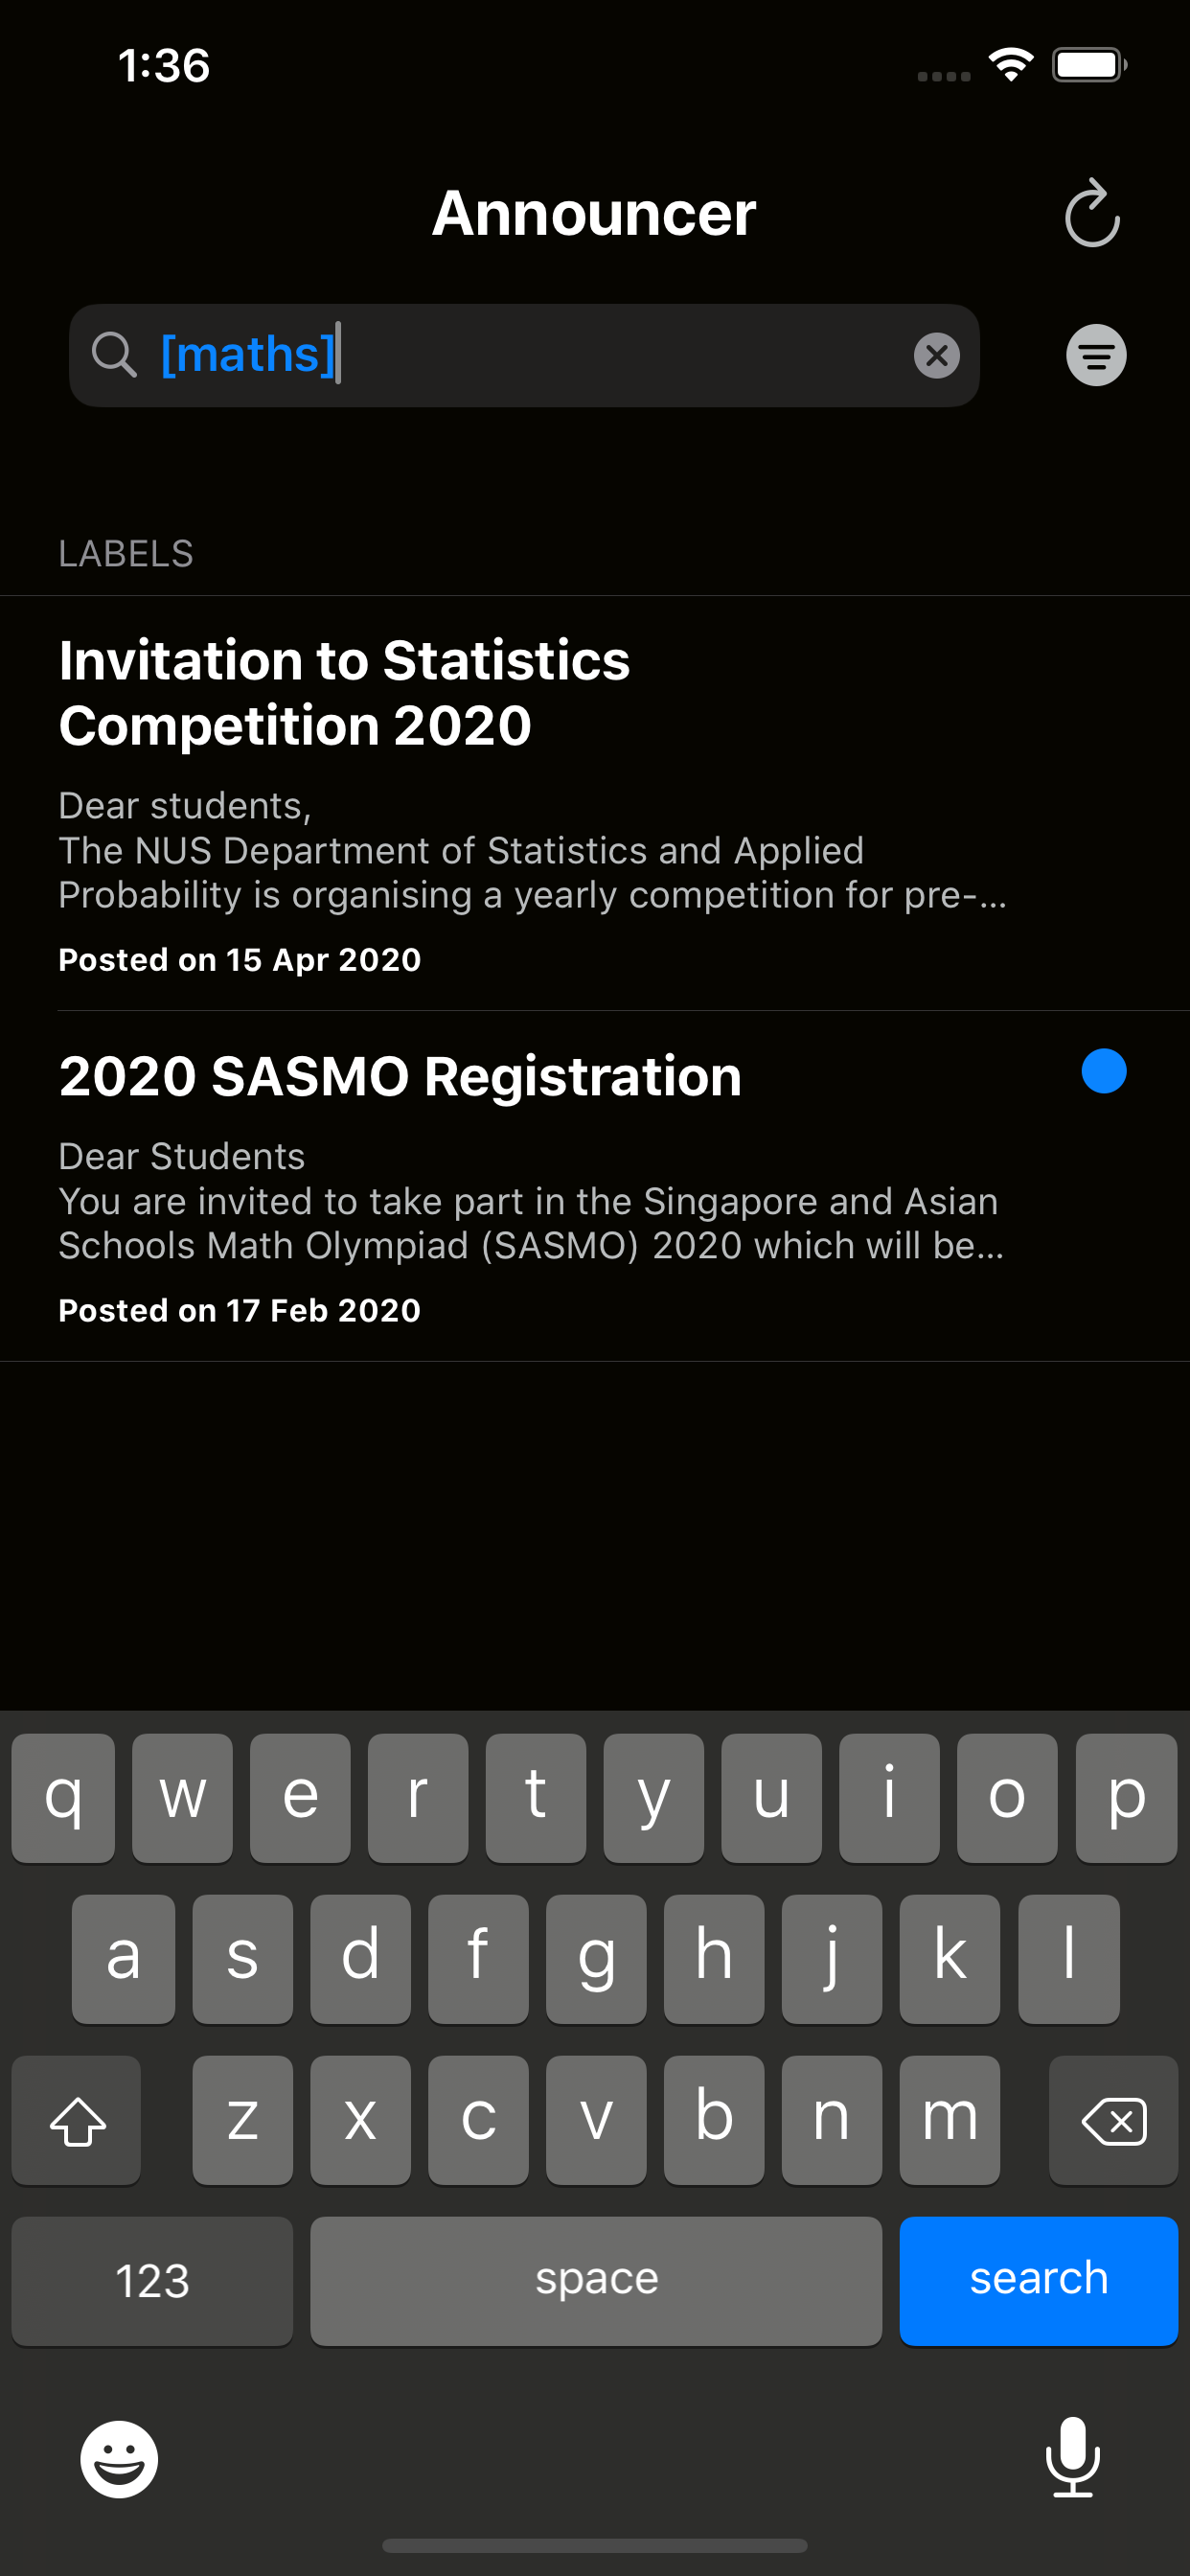 1:36
Announcer
[maths]
LABELS
Invitation to Statistics
Competition 2020
Dear students,
The NUS Department of Statistics and Applied
Probability is organising a yearly competition for pre-...
Posted on 15 Apr 2020
2020 SASMO Registration
Dear Students
You are invited to take part in the Singapore and Asian
Schools Math Olympiad (SASMO) 2020 which will be...
Posted on 17 Feb 2020
q w e r t y u i o p
a s d f g h j k l
z x c v b n m
123 space search